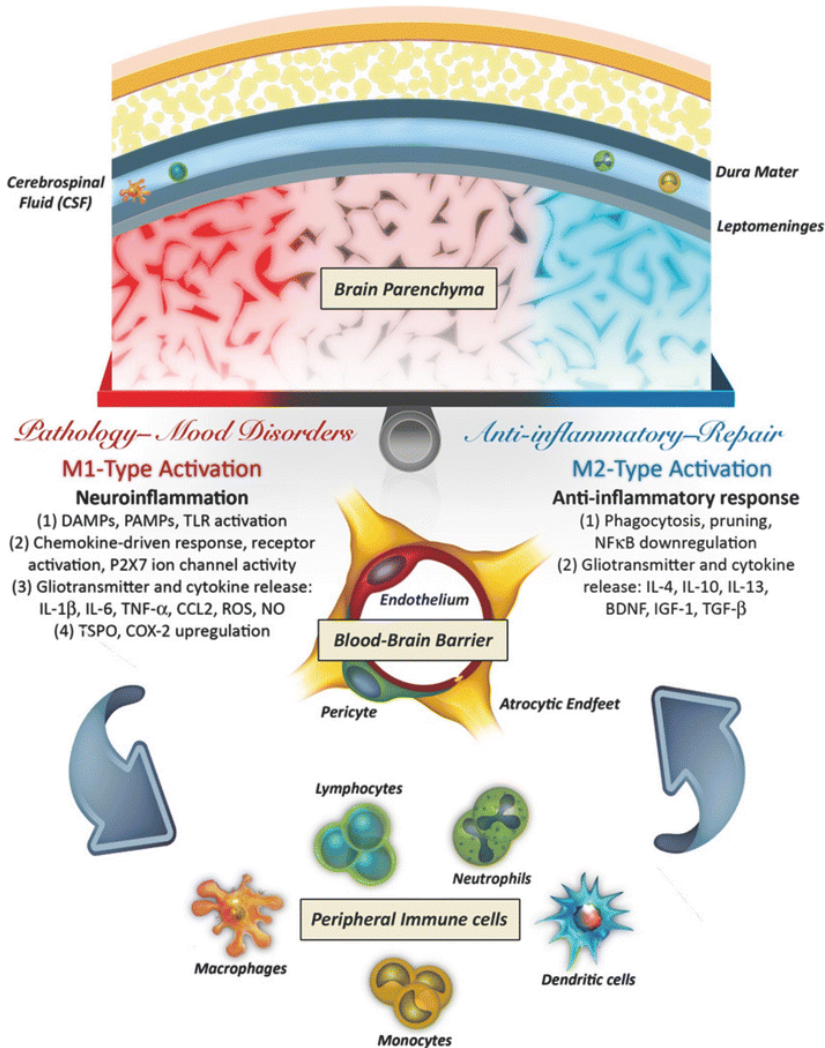 Cerebrospinal
Fluid (CSF)
Dura Mater
Leptomeninges
Brain Parenchyma
Pathology–Mood Disorders
Anti-inflammatory–Repair
M1-Type Activation
Neuroinflammation
(1) DAMPs, PAMPs, TLR activation
(2) Chemokine-driven response, receptor
activation, P2X7 ion channel activity
(3) Gliotransmitter and cytokine release:
IL-1β, IL-6, TNF-α, CCL2, ROS, NO
(4) TSPO, COX-2 upregulation
M2-Type Activation
Anti-inflammatory response
(1) Phagocytosis, pruning,
NFκB downregulation
(2) Gliotransmitter and cytokine
release: IL-4, IL-10, IL-13,
BDNF, IGF-1, TGF-β
Endothelium
Blood-Brain Barrier
Pericyte
Atrocytic Endfeet
Lymphocytes
Neutrophils
Peripheral Immune cells
Macrophages
Dendritic cells
Monocytes